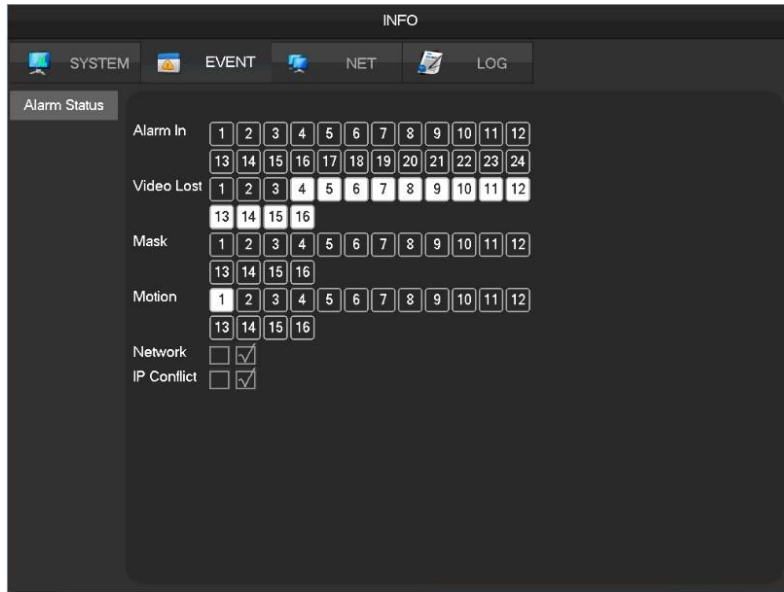 INFO
SYSTEM EVENT NET LOG
Alarm Status
Alarm In 1 2 3 4 5 6 7 8 9 10 11 12
13 14 15 16 17 18 19 20 21 22 23 24
Video Lost 1 2 3 4 5 6 7 8 9 10 11 12
13 14 15 16
Mask 1 2 3 4 5 6 7 8 9 10 11 12
13 14 15 16
Motion 1 2 3 4 5 6 7 8 9 10 11 12
13 14 15 16
Network
IP Conflict